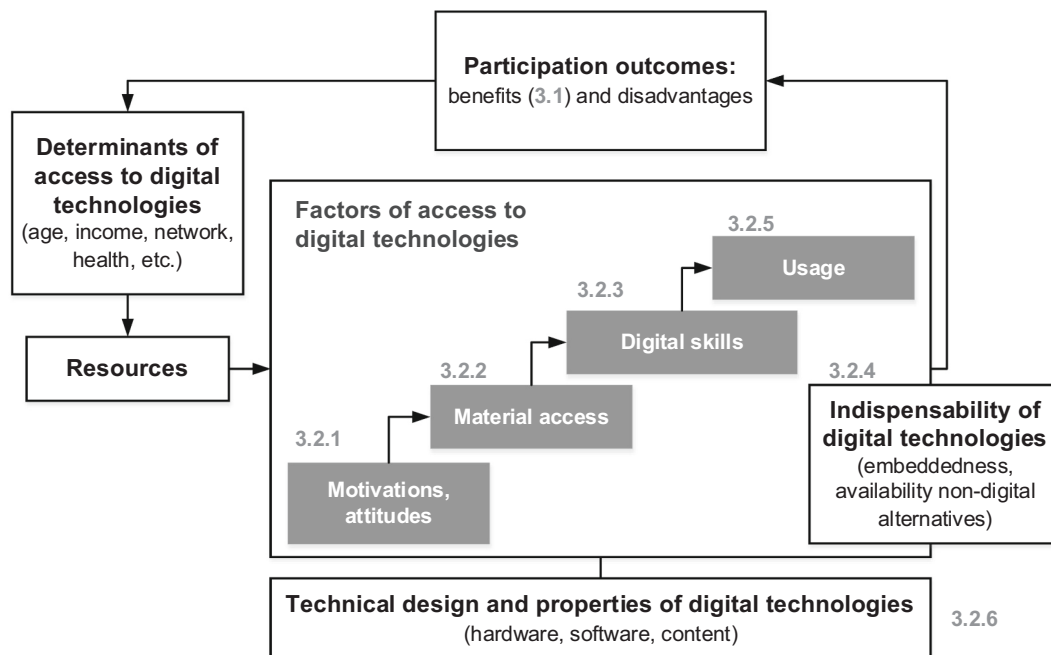 Participation outcomes:
benefits (3.1) and disadvantages
Determinants of
access to digital
technologies
(age, income, network,
health, etc.)
Resources
Factors of access to
digital technologies
3.2.5
Usage
3.2.3
Digital skills
3.2.2
Material access
3.2.1
Motivations,
attitudes
3.2.4
Indispensability of
digital technologies
(embeddedness,
availability non-digital
alternatives)
Technical design and properties of digital technologies
(hardware, software, content)
3.2.6